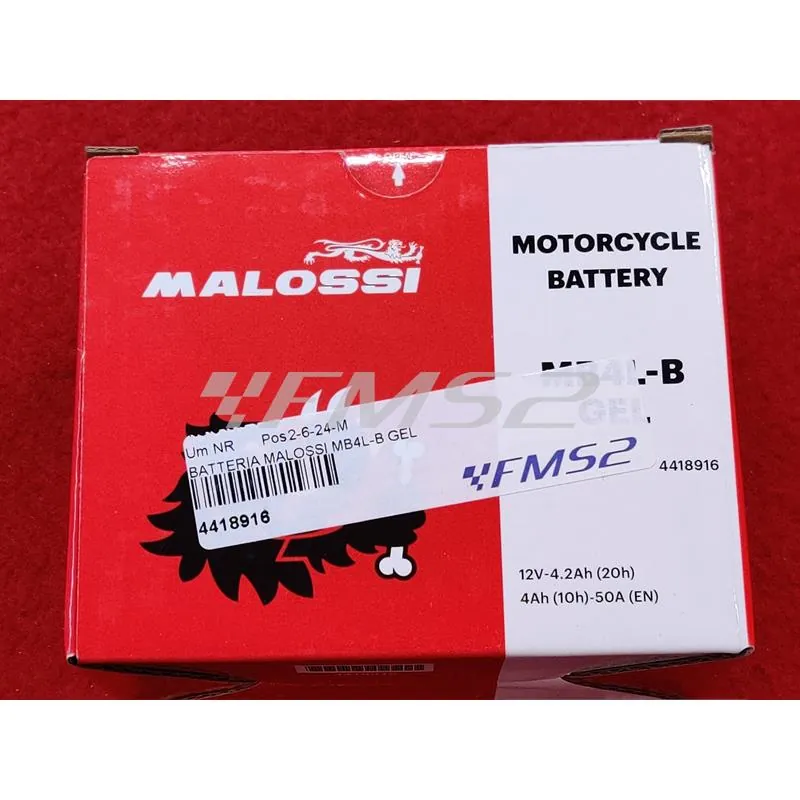 OPEN
MALOSSI
MOTORCYCLE
BATTERY
MB4L-B
GEL
FMS2
Um NR Pos2-6-24-M
BATTERIA MALOSSI MB4L-B GEL
4418916
FMS2
4418916
12V-4.2Ah (20h)
4Ah (10h)-50A (EN)